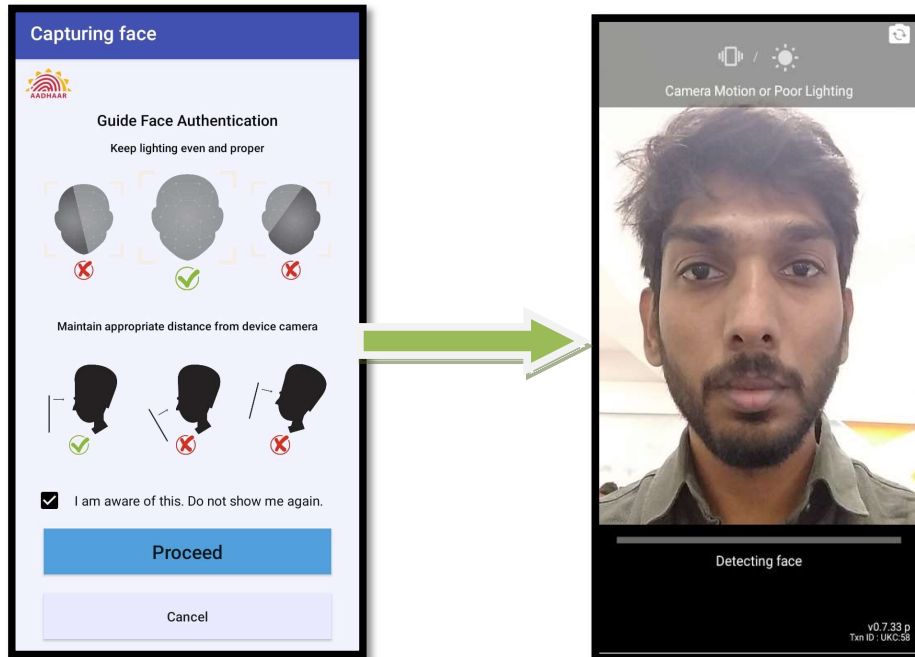 Capturing face
AADHAAR
Guide Face Authentication
Keep lighting even and proper
Maintain appropriate distance from device camera
I am aware of this. Do not show me again.
Proceed
Cancel
/
Camera Motion or Poor Lighting
Detecting face
v0.7.33 p
Txn ID : UKC:58